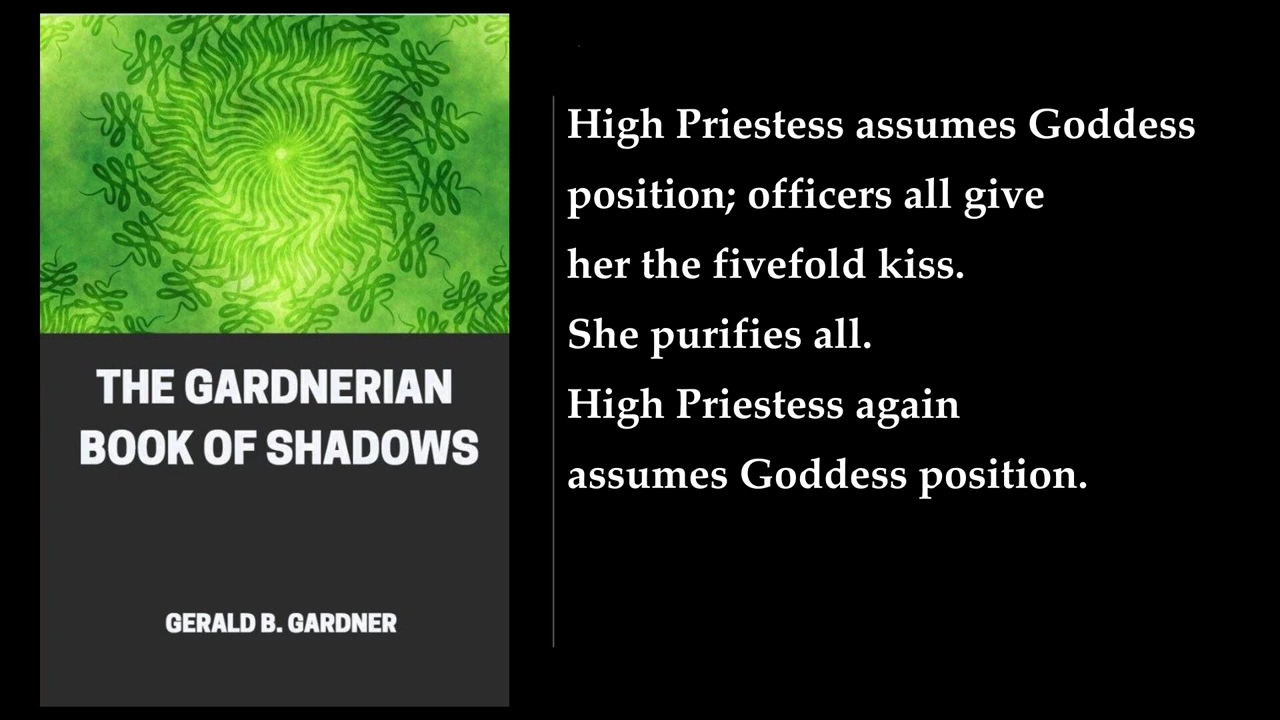 THE GARDNERIAN
BOOK OF SHADOWS
GERALD B. GARDNER
High Priestess assumes Goddess
position; officers all give
her the fivefold kiss.
She purifies all.
High Priestess again
assumes Goddess position.